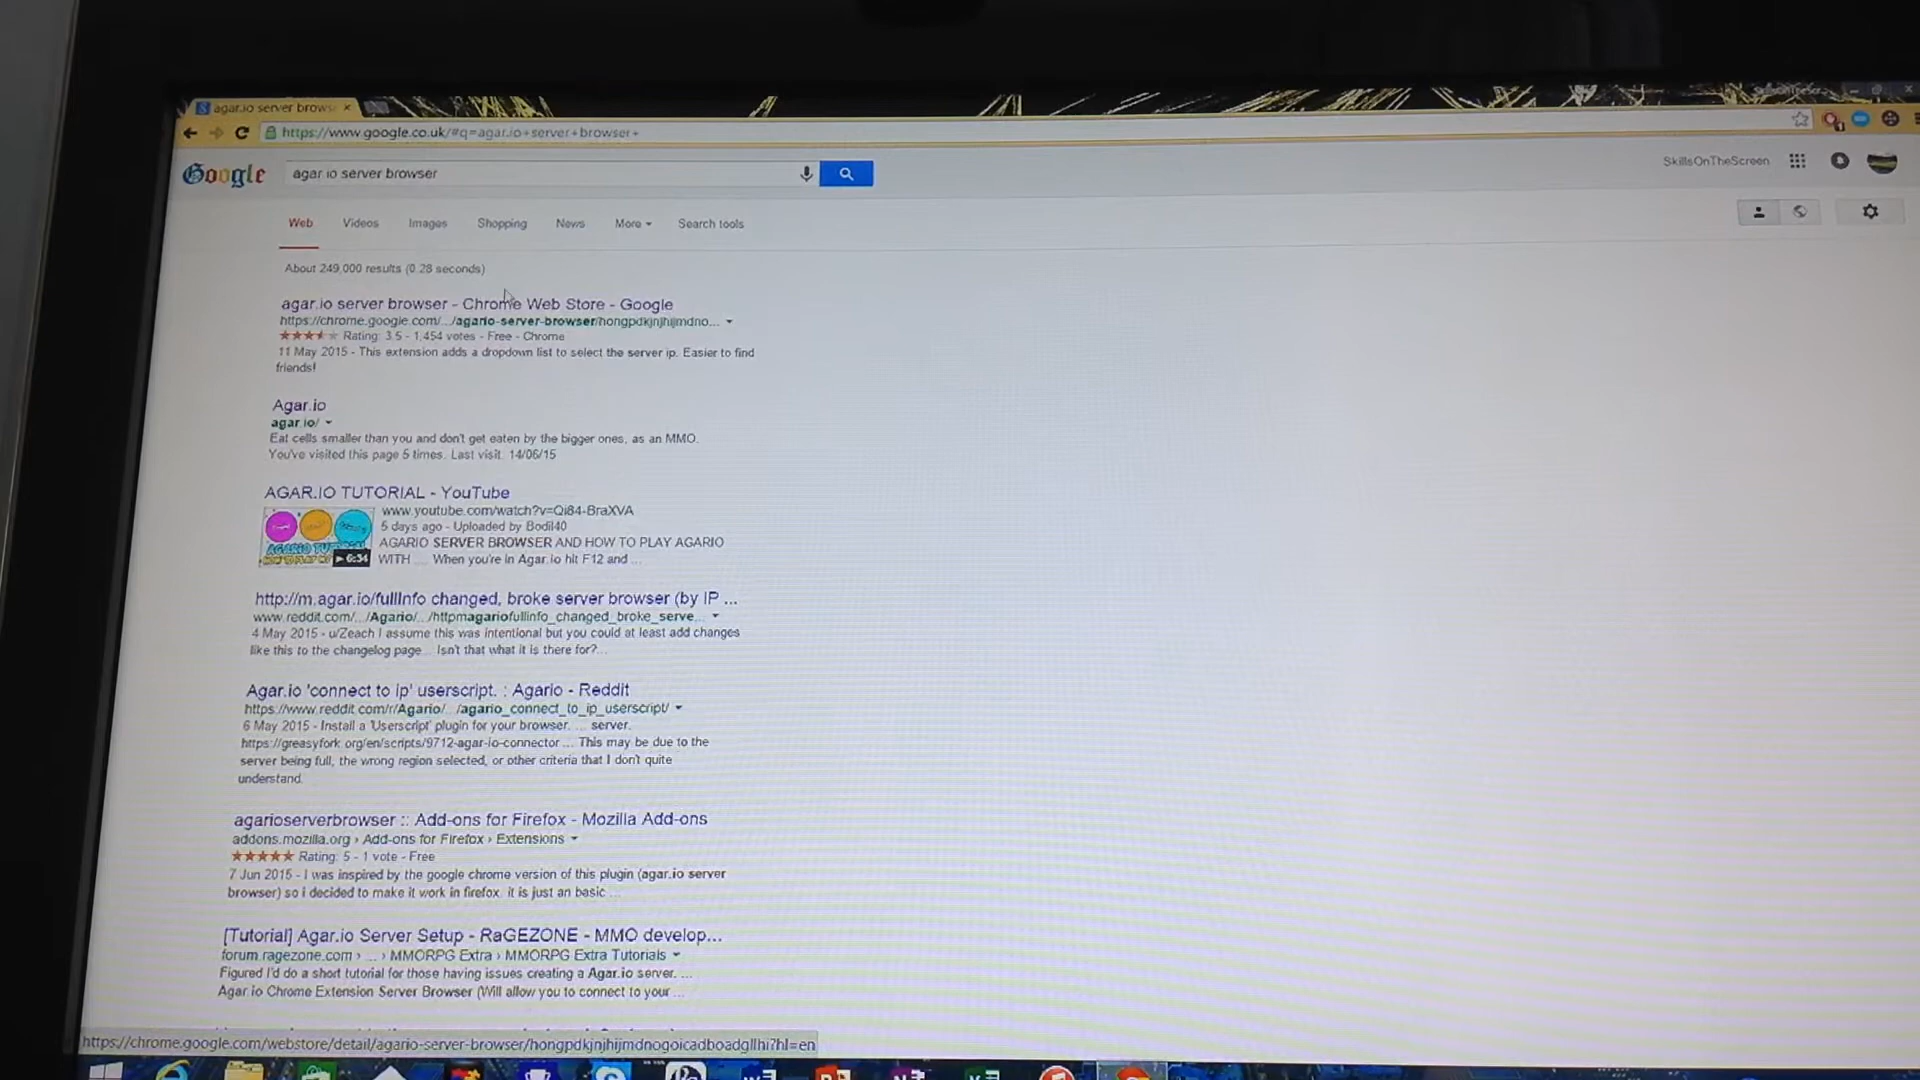 agar.io server brows
https://www.google.co.uk/#q=agar.io+server+browser+
Google agar io server browser
SkillsOnTheScreen
Web Videos Images Shopping News More Search tools
About 249,000 results (0.28 seconds)
agar.io server browser - Chrome Web Store - Google
https://chrome.google.com/.../agario-server-browser/hongpdkjnjhijmdno...
Rating: 3.5 - 1,454 votes - Free - Chrome
11 May 2015 - This extension adds a dropdown list to select the server ip. Easier to find
friends!
Agar.io
agar.io/
Eat cells smaller than you and don't get eaten by the bigger ones, as an MMO.
You've visited this page 5 times. Last visit: 14/06/15
AGAR.IO TUTORIAL - YouTube
www.youtube.com/watch?v=Qi84-BraXVA
5 days ago - Uploaded by Bodil40
AGARIO SERVER BROWSER AND HOW TO PLAY AGARIO
WITH ... When you're in Agar.io hit F12 and ...
6:34
http://m.agar.io/fullInfo changed, broke server browser (by IP ...
www.reddit.com/.../Agario/.../httpmagariofullinfo_changed_broke_serve...
4 May 2015 - u/Zeach I assume this was intentional but you could at least add changes
like this to the changelog page... Isn't that what it is there for?...
Agar.io 'connect to ip' userscript. : Agario - Reddit
https://www.reddit.com/r/Agario/.../agario_connect_to_ip_userscript/
6 May 2015 - Install a 'Userscript' plugin for your browser. ... server.
https://greasyfork.org/en/scripts/9712-agar-io-connector ... This may be due to the
server being full, the wrong region selected, or other criteria that I don't quite
understand.
agarioserverbrowser :: Add-ons for Firefox - Mozilla Add-ons
addons.mozilla.org › Add-ons for Firefox › Extensions
Rating: 5 - 1 vote - Free
7 Jun 2015 - I was inspired by the google chrome version of this plugin (agar.io server
browser) so i decided to make it work in firefox. it is just an basic ...
[Tutorial] Agar.io Server Setup - RaGEZONE - MMO develop...
forum.ragezone.com › ... › MMORPG Extra › MMORPG Extra Tutorials
Figured I'd do a short tutorial for those having issues creating a Agar.io server. ...
Agar.io Chrome Extension Server Browser (Will allow you to connect to your ...
https://chrome.google.com/webstore/detail/agario-server-browser/hongpdkjnjhijmdnogoicadboadgllhi?hl=en